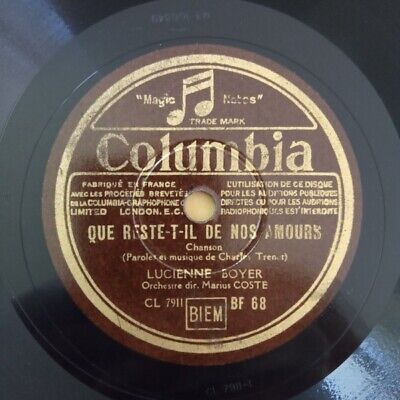 "Magic Notes"
TRADE MARK
Columbia
FABRIQUÉ EN FRANCE
AVEC LES PROCÉDÉS BREVETÉS
DE LA COLUMBIA-GRAPHOPHONE
LIMITED LONDON. E.C.
L'UTILISATION DE CE DISQUE
POUR LES AUDITIONS PUBLIQUES
DIRECTES OU POUR LES AUDITIONS
RADIOPHONIQUES EST INTERDITE
QUE RESTE-T-IL DE NOS AMOURS
Chanson
(Paroles et musique de Charles Trenet)
LUCIENNE BOYER
Orchestre dir. Marius COSTE
CL 7911 BIEM BF 68